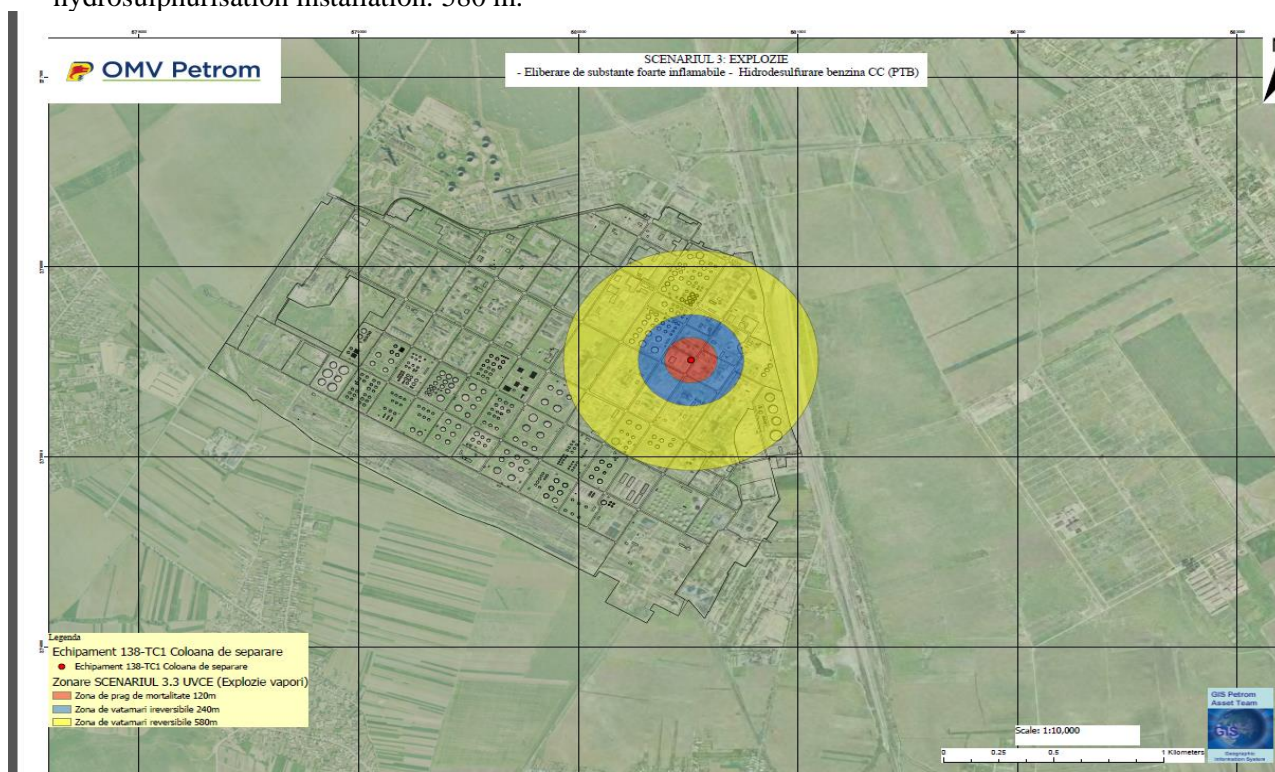 hydrosulphurisation installation: 580 m.
OMV Petrom
SCENARIUL 3: EXPLOZIE
- Eliberare de substante foarte inflamabile - Hidrodesulfurare benzina CC (PTB)
Legenda
Echipament 138-TC1 Coloana de separare
Echipament 138-TC1 Coloana de separare
Zonare SCENARIUL 3.3 UVCE (Explozie vapori)
Zona de prag de mortalitate 120m
Zona de vatamari ireversibile 240m
Zona de vatamari reversibile 580m
Scale: 1:10,000
0 0.25 0.5 1 Kilometers
GIS Petrom
Asset Team
GIS
Geographic
Information System